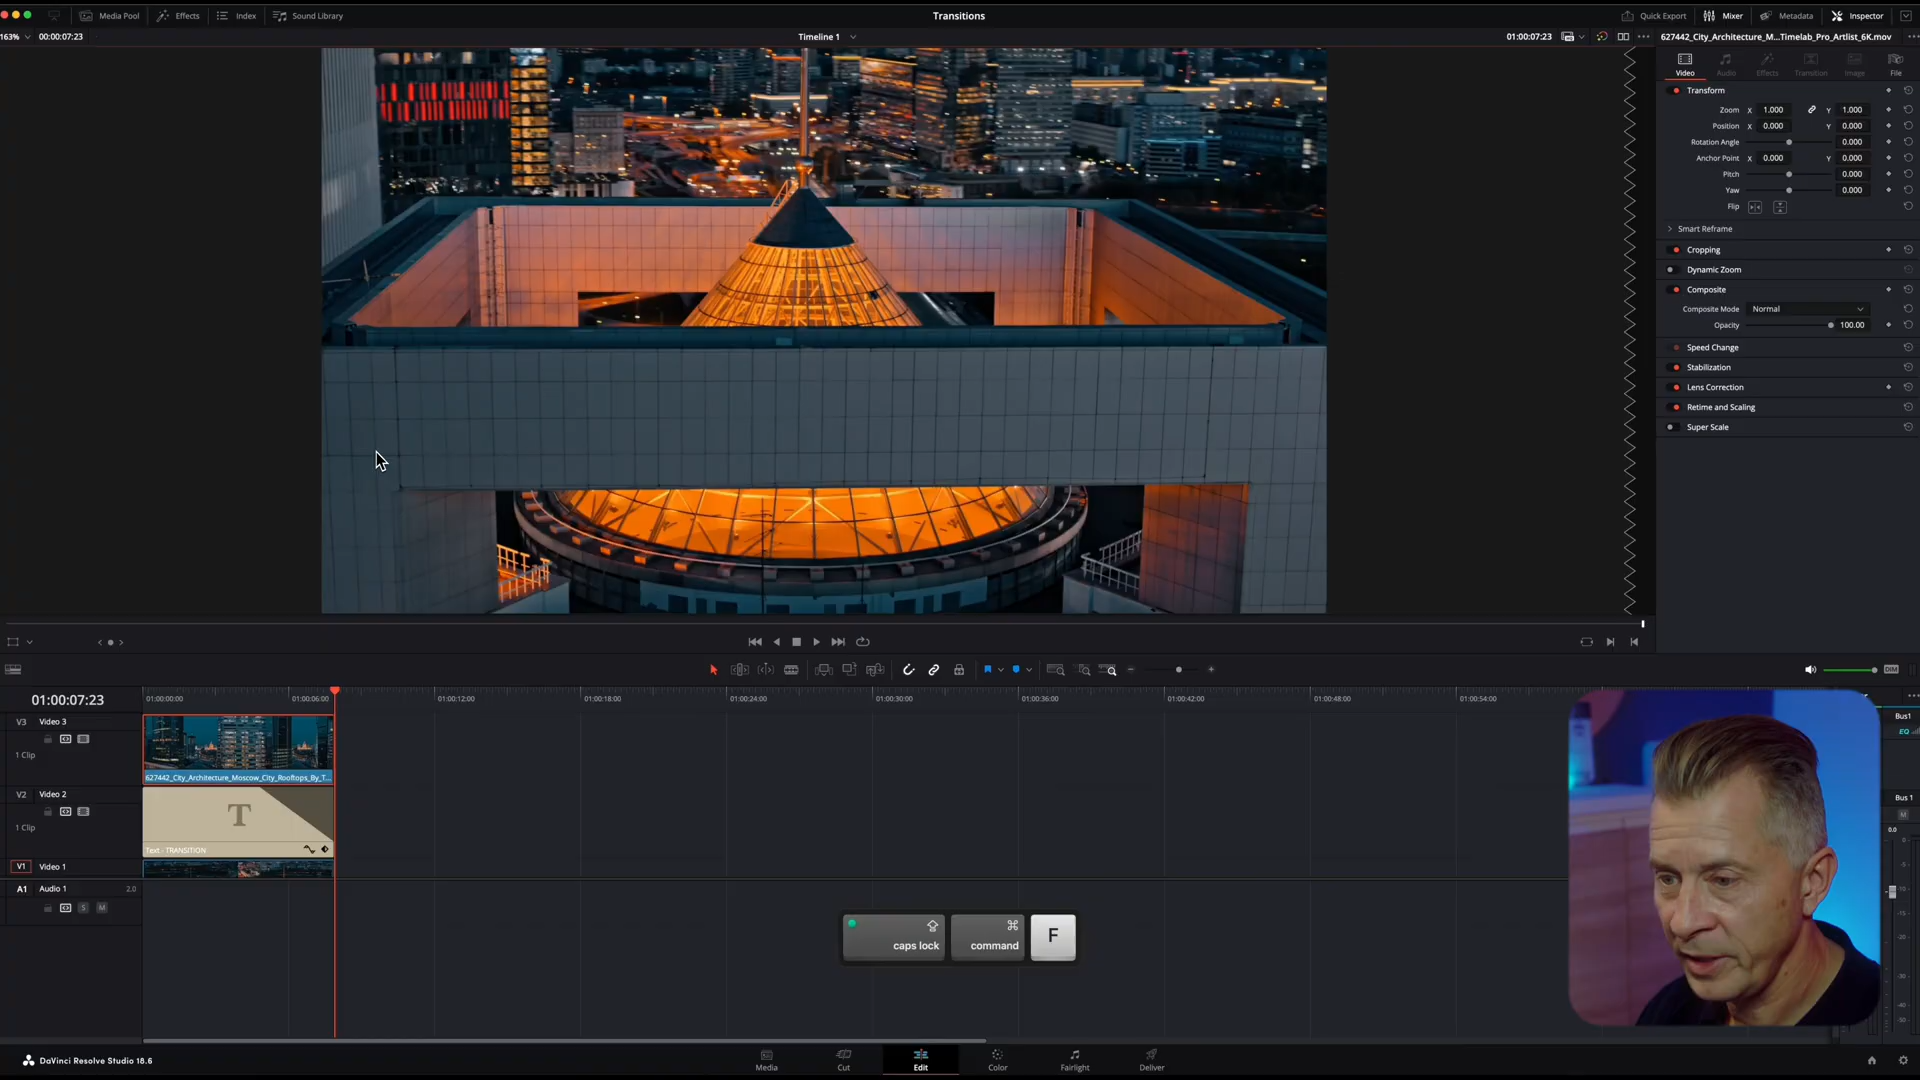 Media Pool
Effects
Index
Sound Library
Transitions
Quick Export
Mixer
Metadata
Inspector
163%
00:00:07:23
Timeline 1
01:00:07:23
627442_City_Architecture_M...Timelab_Pro_Artlist_6K.mov
Video
Audio
Effects
Transition
Image
File
Transform
Zoom X 1.000 Y 1.000
Position X 0.000 Y 0.000
Rotation Angle 0.000
Anchor Point X 0.000 Y 0.000
Pitch 0.000
Yaw 0.000
Flip
Smart Reframe
Cropping
Dynamic Zoom
Composite
Composite Mode Normal
Opacity 100.00
Speed Change
Stabilization
Lens Correction
Retime and Scaling
Super Scale
DIM
01:00:07:23
01:00:00:00
01:00:06:00
01:00:12:00
01:00:18:00
01:00:24:00
01:00:30:00
01:00:36:00
01:00:42:00
01:00:48:00
01:00:54:00
V3 Video 3
1 Clip
627442_City_Architecture_Moscow_City_Rooftops_By_T...
V2 Video 2
1 Clip
T
Text - TRANSITION
V1 Video 1
A1 Audio 1 2.0
S M
Bus1
EQ
Bus 1
M
0.0
caps lock
command
F
DaVinci Resolve Studio 18.6
Media
Cut
Edit
Color
Fairlight
Deliver